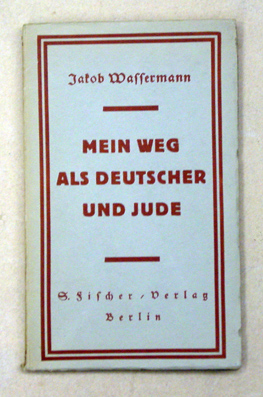 Jakob Wassermann
MEIN WEG
ALS DEUTSCHER
UND JUDE
S. Fischer / Verlag
Berlin